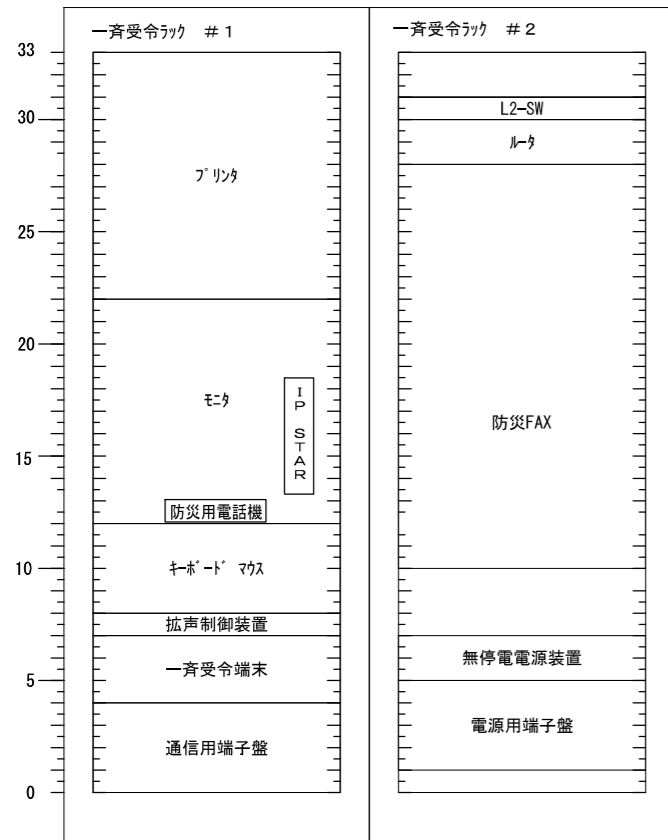 一斉受令ﾗｯｸ ＃１
一斉受令ﾗｯｸ ＃２
33
30
25
20
15
10
5
0
ﾌﾟﾘﾝﾀ
ﾓﾆﾀ
IP STAR
防災用電話機
ｷｰﾎﾞｰﾄﾞ ﾏｳｽ
拡声制御装置
一斉受令端末
通信用端子盤
L2-SW
ﾙｰﾀ
防災FAX
無停電電源装置
電源用端子盤